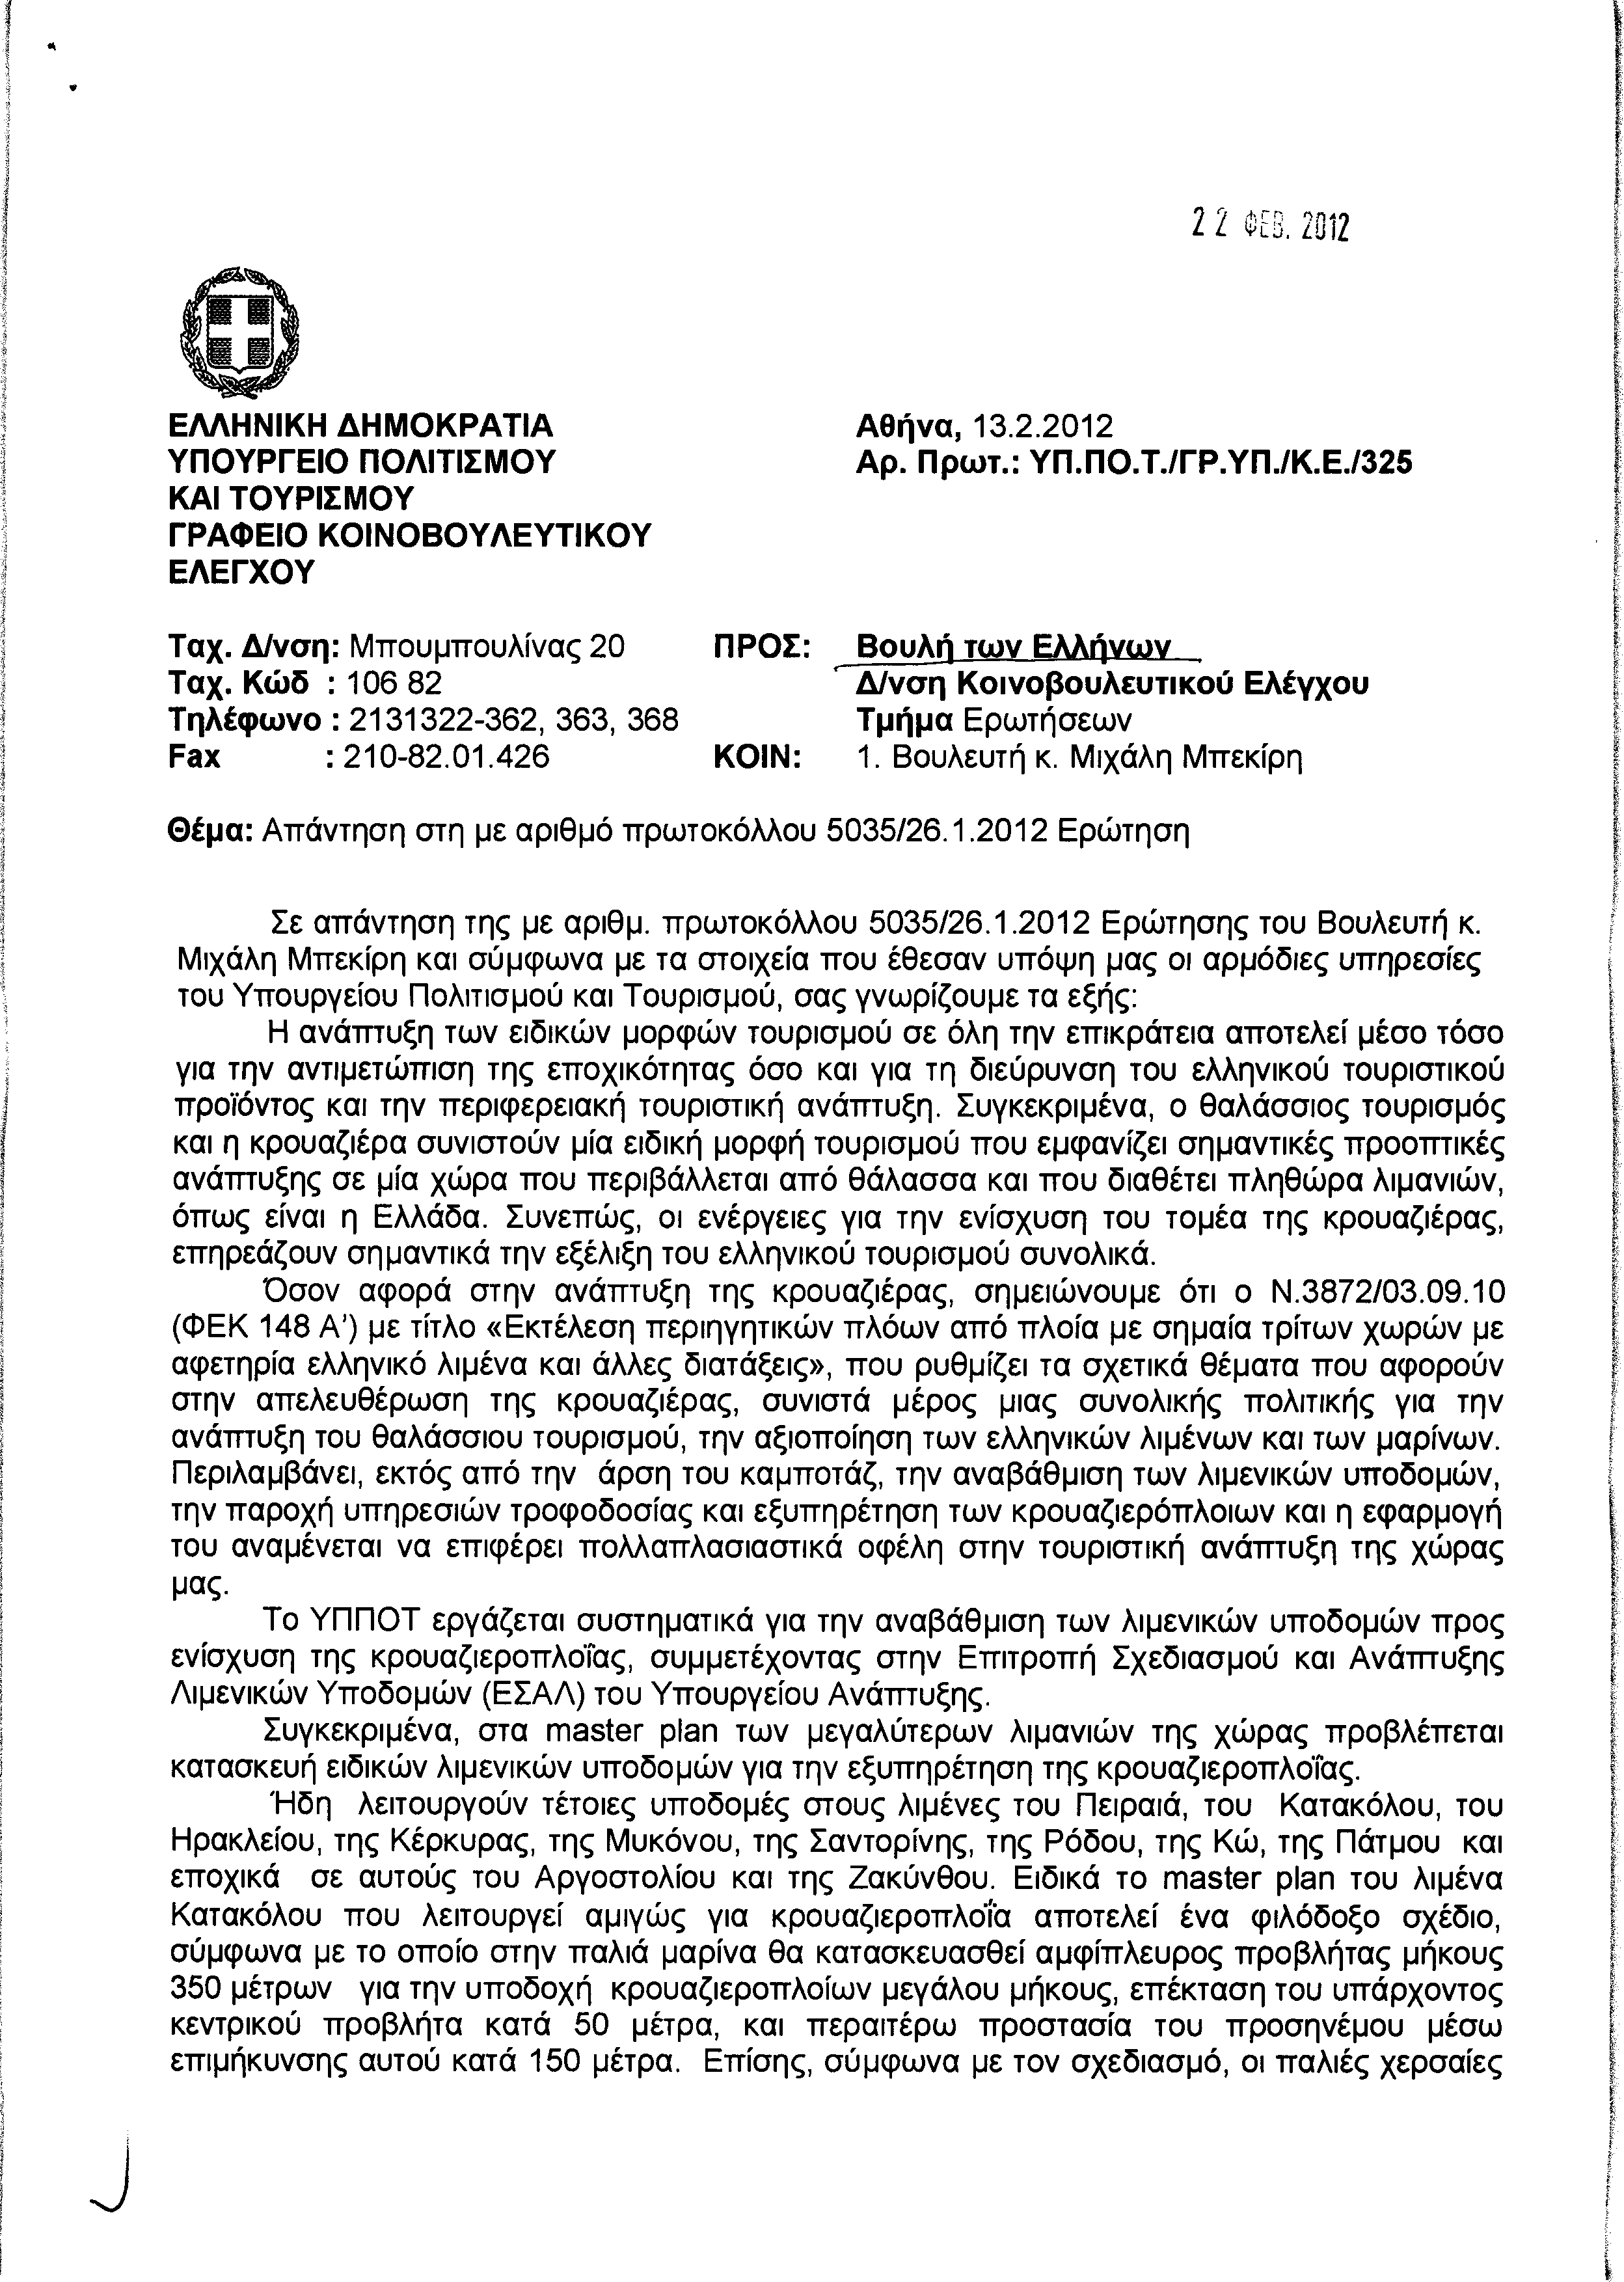 22 ΦΕΒ. 2012
ΕΛΛΗΝΙΚΗ ΔΗΜΟΚΡΑΤΙΑ
ΥΠΟΥΡΓΕΙΟ ΠΟΛΙΤΙΣΜΟΥ
ΚΑΙ ΤΟΥΡΙΣΜΟΥ
ΓΡΑΦΕΙΟ ΚΟΙΝΟΒΟΥΛΕΥΤΙΚΟΥ
ΕΛΕΓΧΟΥ
Αθήνα, 13.2.2012
Αρ. Πρωτ.: ΥΠ.ΠΟ.Τ./ΓΡ.ΥΠ./Κ.Ε./325
Ταχ. Δ/νση: Μπουμπουλίνας 20
Ταχ. Κώδ : 106 82
Τηλέφωνο : 2131322-362, 363, 368
Fax : 210-82.01.426
ΠΡΟΣ: Βουλή των Ελλήνων
Δ/νση Κοινοβουλευτικού Ελέγχου
Τμήμα Ερωτήσεων
ΚΟΙΝ: 1. Βουλευτή κ. Μιχάλη Μπεκίρη
Θέμα: Απάντηση στη με αριθμό πρωτοκόλλου 5035/26.1.2012 Ερώτηση
Σε απάντηση της με αριθμ. πρωτοκόλλου 5035/26.1.2012 Ερώτησης του Βουλευτή κ.
Μιχάλη Μπεκίρη και σύμφωνα με τα στοιχεία που έθεσαν υπόψη μας οι αρμόδιες υπηρεσίες
του Υπουργείου Πολιτισμού και Τουρισμού, σας γνωρίζουμε τα εξής:
Η ανάπτυξη των ειδικών μορφών τουρισμού σε όλη την επικράτεια αποτελεί μέσο τόσο
για την αντιμετώπιση της εποχικότητας όσο και για τη διεύρυνση του ελληνικού τουριστικού
προϊόντος και την περιφερειακή τουριστική ανάπτυξη. Συγκεκριμένα, ο θαλάσσιος τουρισμός
και η κρουαζιέρα συνιστούν μία ειδική μορφή τουρισμού που εμφανίζει σημαντικές προοπτικές
ανάπτυξης σε μία χώρα που περιβάλλεται από θάλασσα και που διαθέτει πληθώρα λιμανιών,
όπως είναι η Ελλάδα. Συνεπώς, οι ενέργειες για την ενίσχυση του τομέα της κρουαζιέρας,
επηρεάζουν σημαντικά την εξέλιξη του ελληνικού τουρισμού συνολικά.
Όσον αφορά στην ανάπτυξη της κρουαζιέρας, σημειώνουμε ότι ο Ν.3872/03.09.10
(ΦΕΚ 148 Α') με τίτλο «Εκτέλεση περιηγητικών πλόων από πλοία με σημαία τρίτων χωρών με
αφετηρία ελληνικό λιμένα και άλλες διατάξεις», που ρυθμίζει τα σχετικά θέματα που αφορούν
στην απελευθέρωση της κρουαζιέρας, συνιστά μέρος μιας συνολικής πολιτικής για την
ανάπτυξη του θαλάσσιου τουρισμού, την αξιοποίηση των ελληνικών λιμένων και των μαρίνων.
Περιλαμβάνει, εκτός από την άρση του καμποτάζ, την αναβάθμιση των λιμενικών υποδομών,
την παροχή υπηρεσιών τροφοδοσίας και εξυπηρέτηση των κρουαζιερόπλοιων και η εφαρμογή
του αναμένεται να επιφέρει πολλαπλασιαστικά οφέλη στην τουριστική ανάπτυξη της χώρας
μας.
Το ΥΠΠΟΤ εργάζεται συστηματικά για την αναβάθμιση των λιμενικών υποδομών προς
ενίσχυση της κρουαζιεροπλοΐας, συμμετέχοντας στην Επιτροπή Σχεδιασμού και Ανάπτυξης
Λιμενικών Υποδομών (ΕΣΑΛ) του Υπουργείου Ανάπτυξης.
Συγκεκριμένα, στα master plan των μεγαλύτερων λιμανιών της χώρας προβλέπεται
κατασκευή ειδικών λιμενικών υποδομών για την εξυπηρέτηση της κρουαζιεροπλοΐας.
Ήδη λειτουργούν τέτοιες υποδομές στους λιμένες του Πειραιά, του Κατακόλου, του
Ηρακλείου, της Κέρκυρας, της Μυκόνου, της Σαντορίνης, της Ρόδου, της Κώ, της Πάτμου και
εποχικά σε αυτούς του Αργοστολίου και της Ζακύνθου. Ειδικά το master plan του λιμένα
Κατακόλου που λειτουργεί αμιγώς για κρουαζιεροπλοΐα αποτελεί ένα φιλόδοξο σχέδιο,
σύμφωνα με το οποίο στην παλιά μαρίνα θα κατασκευασθεί αμφίπλευρος προβλήτας μήκους
350 μέτρων για την υποδοχή κρουαζιεροπλοίων μεγάλου μήκους, επέκταση του υπάρχοντος
κεντρικού προβλήτα κατά 50 μέτρα, και περαιτέρω προστασία του προσηνέμου μέσω
επιμήκυνσης αυτού κατά 150 μέτρα. Επίσης, σύμφωνα με τον σχεδιασμό, οι παλιές χερσαίες